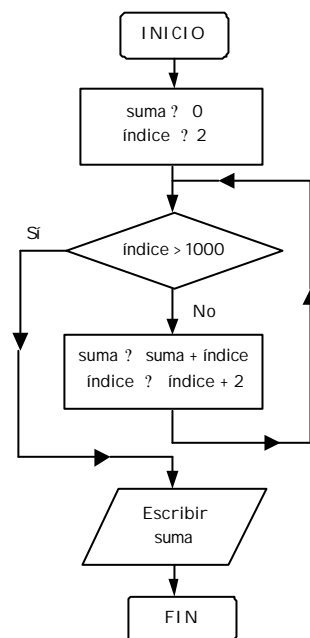 INICIO
suma ? 0
índice ? 2
Sí
índice > 1000
No
suma ? suma + índice
índice ? índice + 2
Escribir
suma
FIN